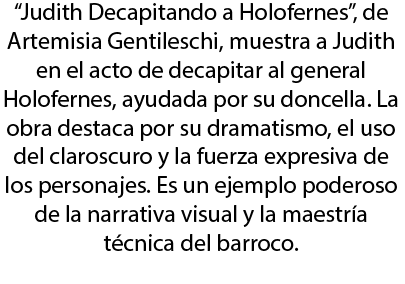 “Judith Decapitando a Holofernes”, de
Artemisia Gentileschi, muestra a Judith
en el acto de decapitar al general
Holofernes, ayudada por su doncella. La
obra destaca por su dramatismo, el uso
del claroscuro y la fuerza expresiva de
los personajes. Es un ejemplo poderoso
de la narrativa visual y la maestría
técnica del barroco.